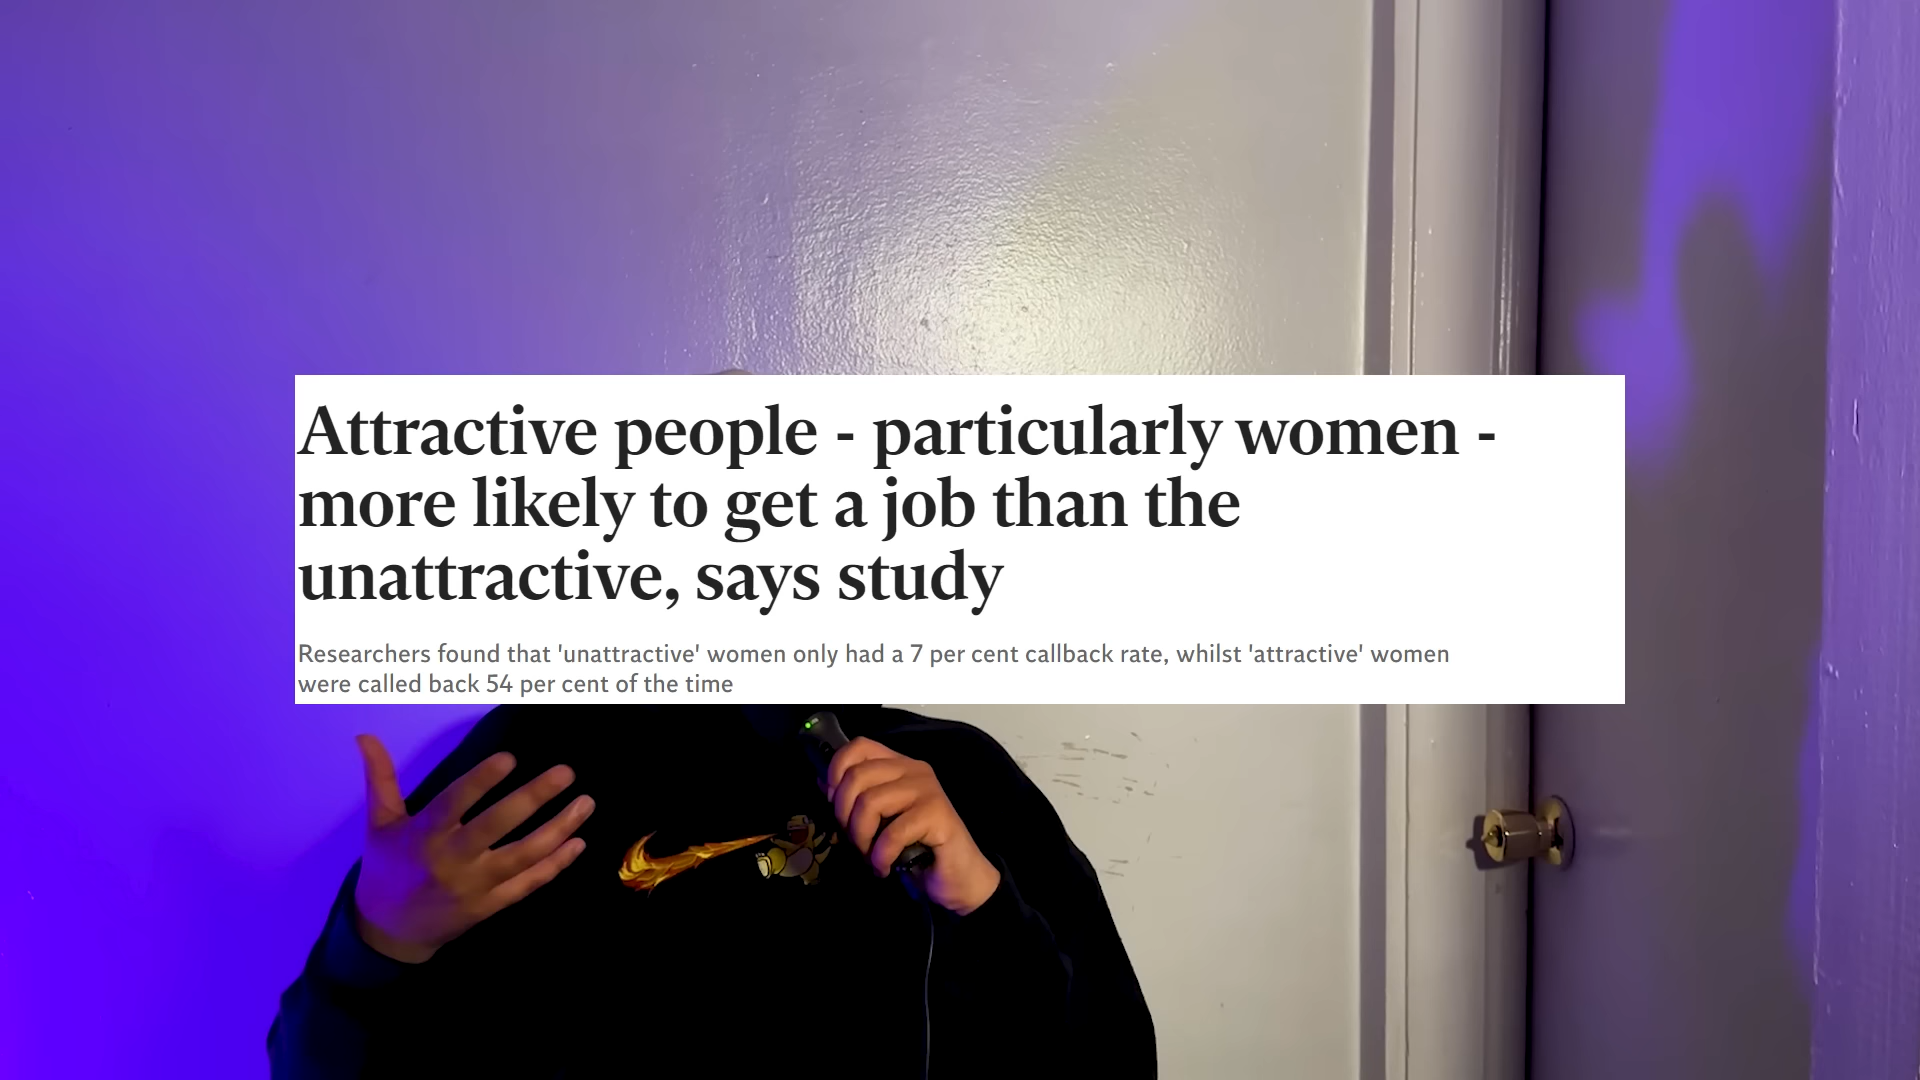 Attractive people - particularly women -
more likely to get a job than the
unattractive, says study
Researchers found that 'unattractive' women only had a 7 per cent callback rate, whilst 'attractive' women
were called back 54 per cent of the time